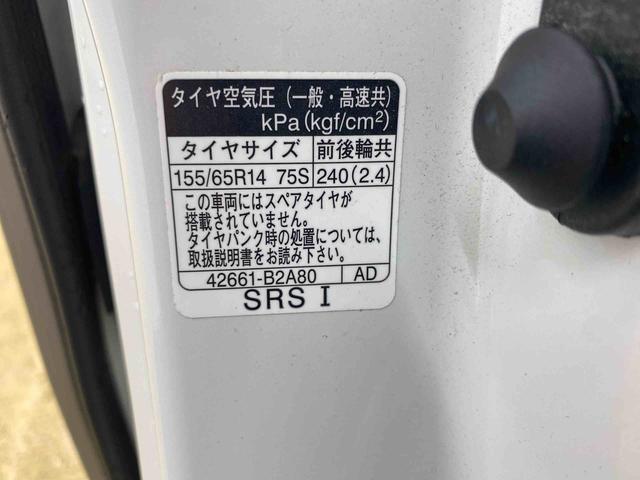 タイヤ空気圧 (一般・高速共)
kPa(kgf/cm²)
タイヤサイズ 前後輪共
155/65R14 75S 240(2.4)
この車両にはスペアタイヤが
搭載されていません。
タイヤパンク時の処置については、
取扱説明書をお読み下さい。
42661-B2A80 AD
SRS I